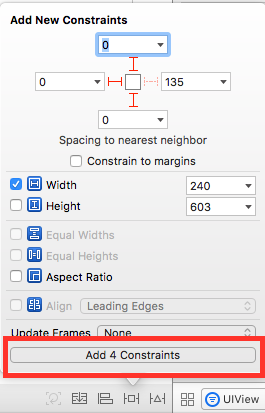 Add New Constraints
0
0
135
0
Spacing to nearest neighbor
Constrain to margins
Width
240
Height
603
Equal Widths
Equal Heights
Aspect Ratio
Align
Leading Edges
Update Frames
None
Add 4 Constraints
UIView